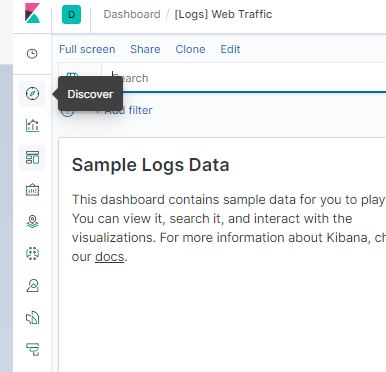 D Dashboard / [Logs] Web Traffic
Full screen Share Clone Edit
Search
Discover
Add filter
Sample Logs Data
This dashboard contains sample data for you to play
You can view it, search it, and interact with the
visualizations. For more information about Kibana, ch
our docs.